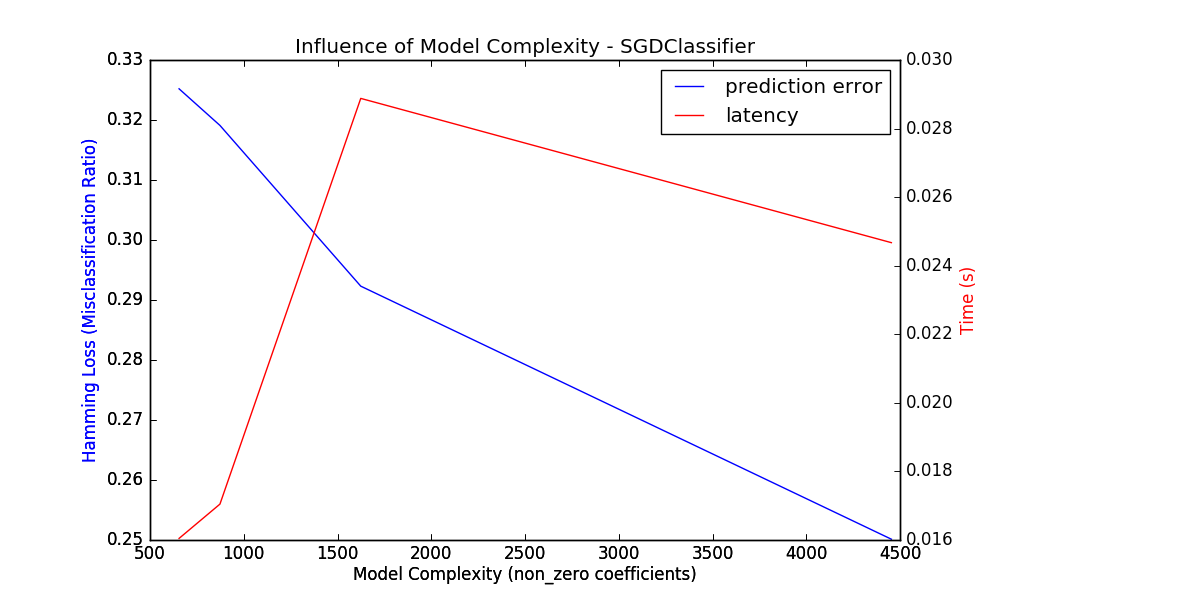 Influence of Model Complexity - SGDClassifier
prediction error
latency
Hamming Loss (Misclassification Ratio)
0.33
0.32
0.31
0.30
0.29
0.28
0.27
0.26
0.25
0.030
0.028
0.026
0.024
0.022
0.020
0.018
0.016
Time (s)
500 1000 1500 2000 2500 3000 3500 4000 4500
Model Complexity (non_zero coefficients)